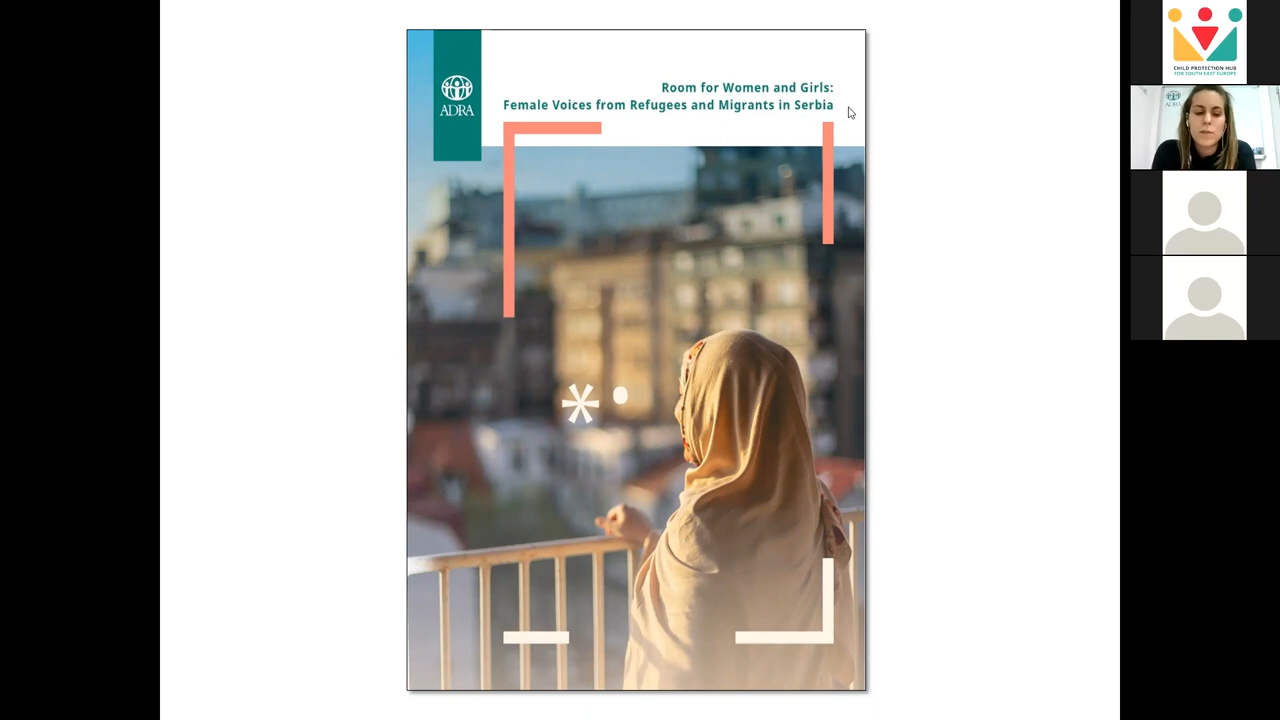 ADRA
Room for Women and Girls:
Female Voices from Refugees and Migrants in Serbia
CHILD PROTECTION HUB
FOR SOUTH EAST EUROPE
ADRA